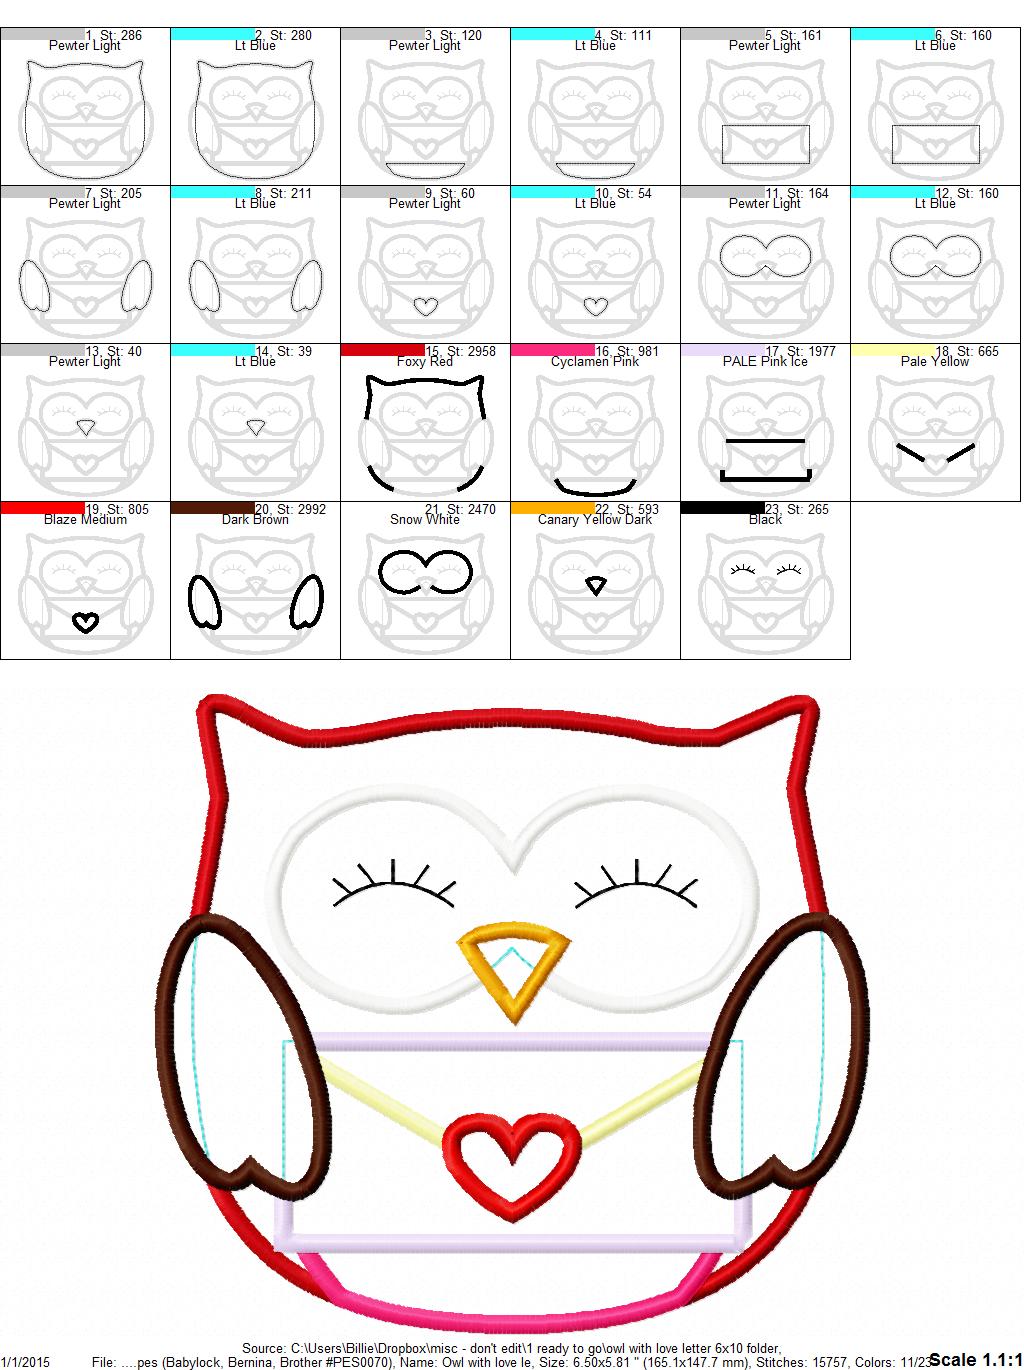 1, St: 286
Pewter Light
2, St: 280
Lt Blue
3, St: 120
Pewter Light
4, St: 111
Lt Blue
5, St: 161
Pewter Light
6, St: 160
Lt Blue
7, St: 205
Pewter Light
8, St: 211
Lt Blue
9, St: 60
Pewter Light
10, St: 54
Lt Blue
11, St: 164
Pewter Light
12, St: 160
Lt Blue
13, St: 40
Pewter Light
14, St: 39
Lt Blue
15, St: 2958
Foxy Red
16, St: 981
Cyclamen Pink
17, St: 1977
PALE Pink Ice
18, St: 665
Pale Yellow
19, St: 805
Blaze Medium
20, St: 2992
Dark Brown
21, St: 2470
Snow White
22, St: 593
Canary Yellow Dark
23, St: 265
Black
Source: C:\Users\Billie\Dropbox\misc - don't edit\1 ready to go\owl with love letter 6x10 folder,
1/1/2015 File: ....pes (Babylock, Bernina, Brother #PES0070), Name: Owl with love le, Size: 6.50x5.81 " (165.1x147.7 mm), Stitches: 15757, Colors: 11/23 Scale 1.1:1